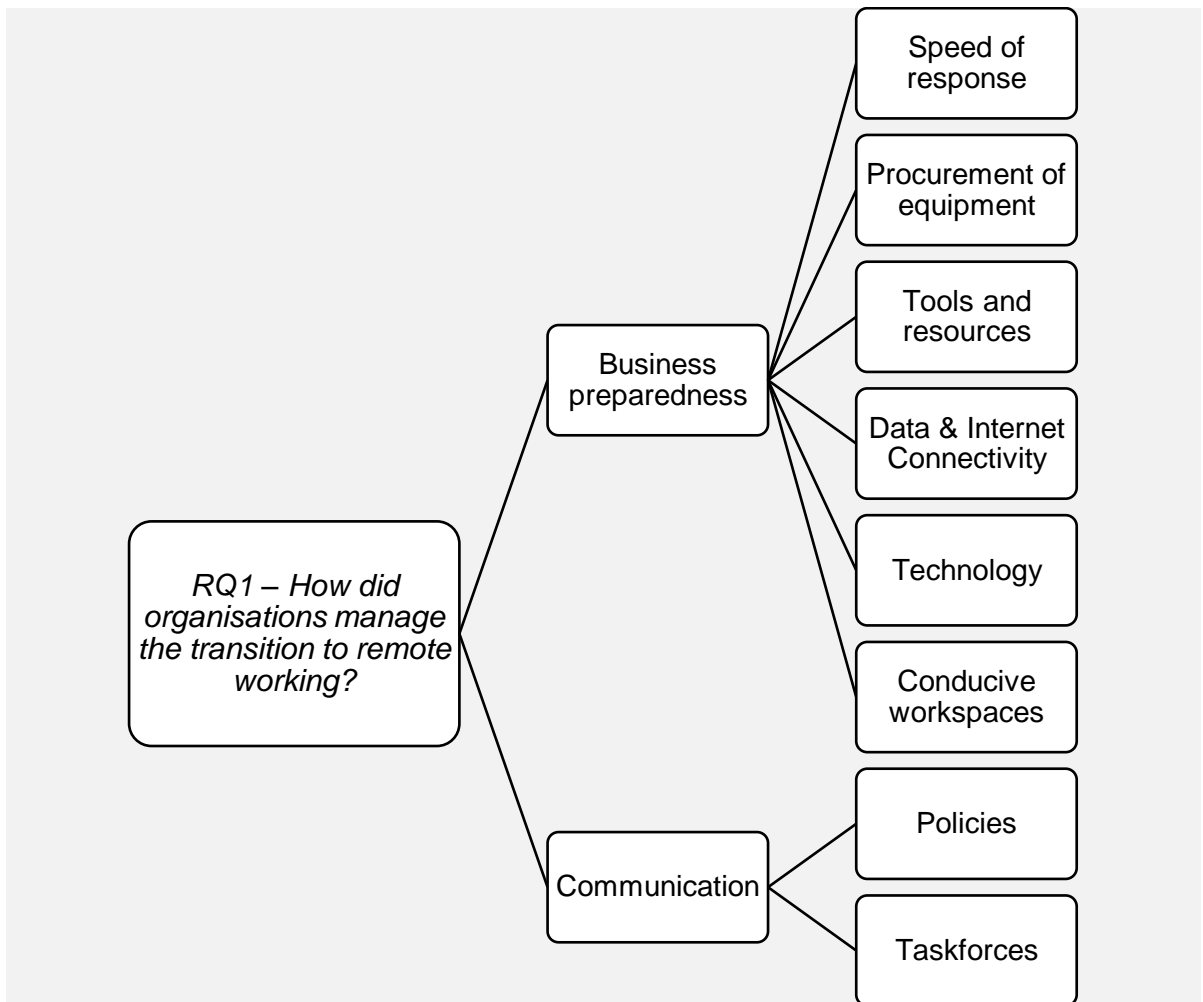 RQ1 – How did
organisations manage
the transition to remote
working?
Business
preparedness
Speed of
response
Procurement of
equipment
Tools and
resources
Data & Internet
Connectivity
Technology
Conducive
workspaces
Communication
Policies
Taskforces